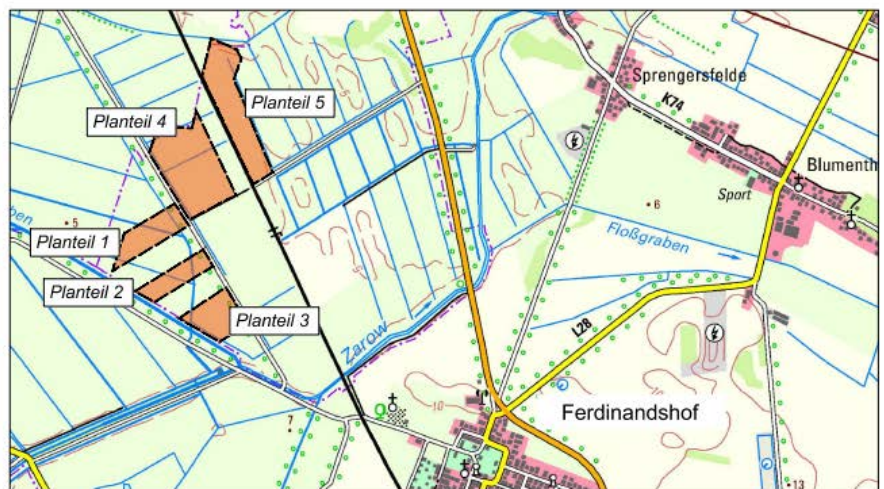 Sprengersfelde
K74
Planteil 5
Planteil 4
Blumenth
Sport
6
5
Floßgraben
ben
Planteil 1
Planteil 2
Planteil 3
Zarow
L28
10
Ferdinandshof
7
13